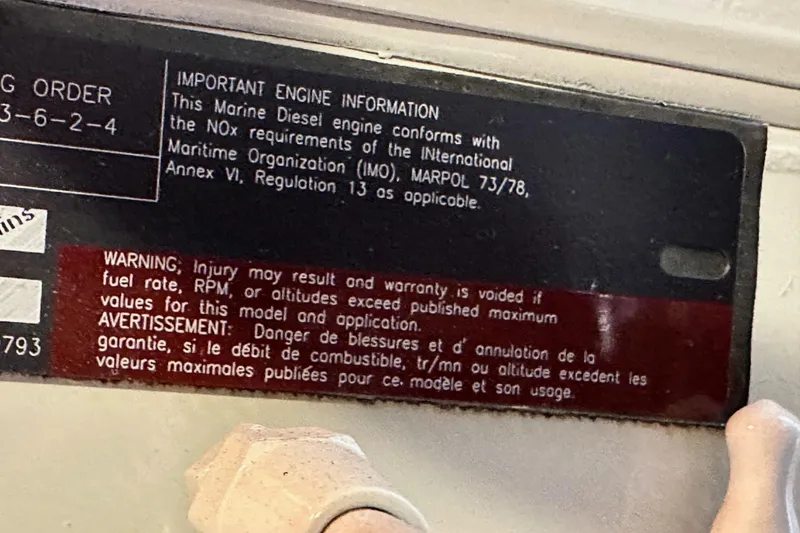 G ORDER
3-6-2-4
IMPORTANT ENGINE INFORMATION
This Marine Diesel engine conforms with
the NOx requirements of the INternational
Maritime Organization (IMO), MARPOL 73/78,
Annex VI, Regulation 13 as applicable.
ins
793
WARNING; Injury may result and warranty is voided if
fuel rate, RPM, or altitudes exceed published maximum
values for this model and application.
AVERTISSEMENT: Danger de blessures et d' annulation de la
garantie, si le débit de combustible, tr/mn ou altitude excedent les
valeurs maximales publiées pour ce modèle et son usage.